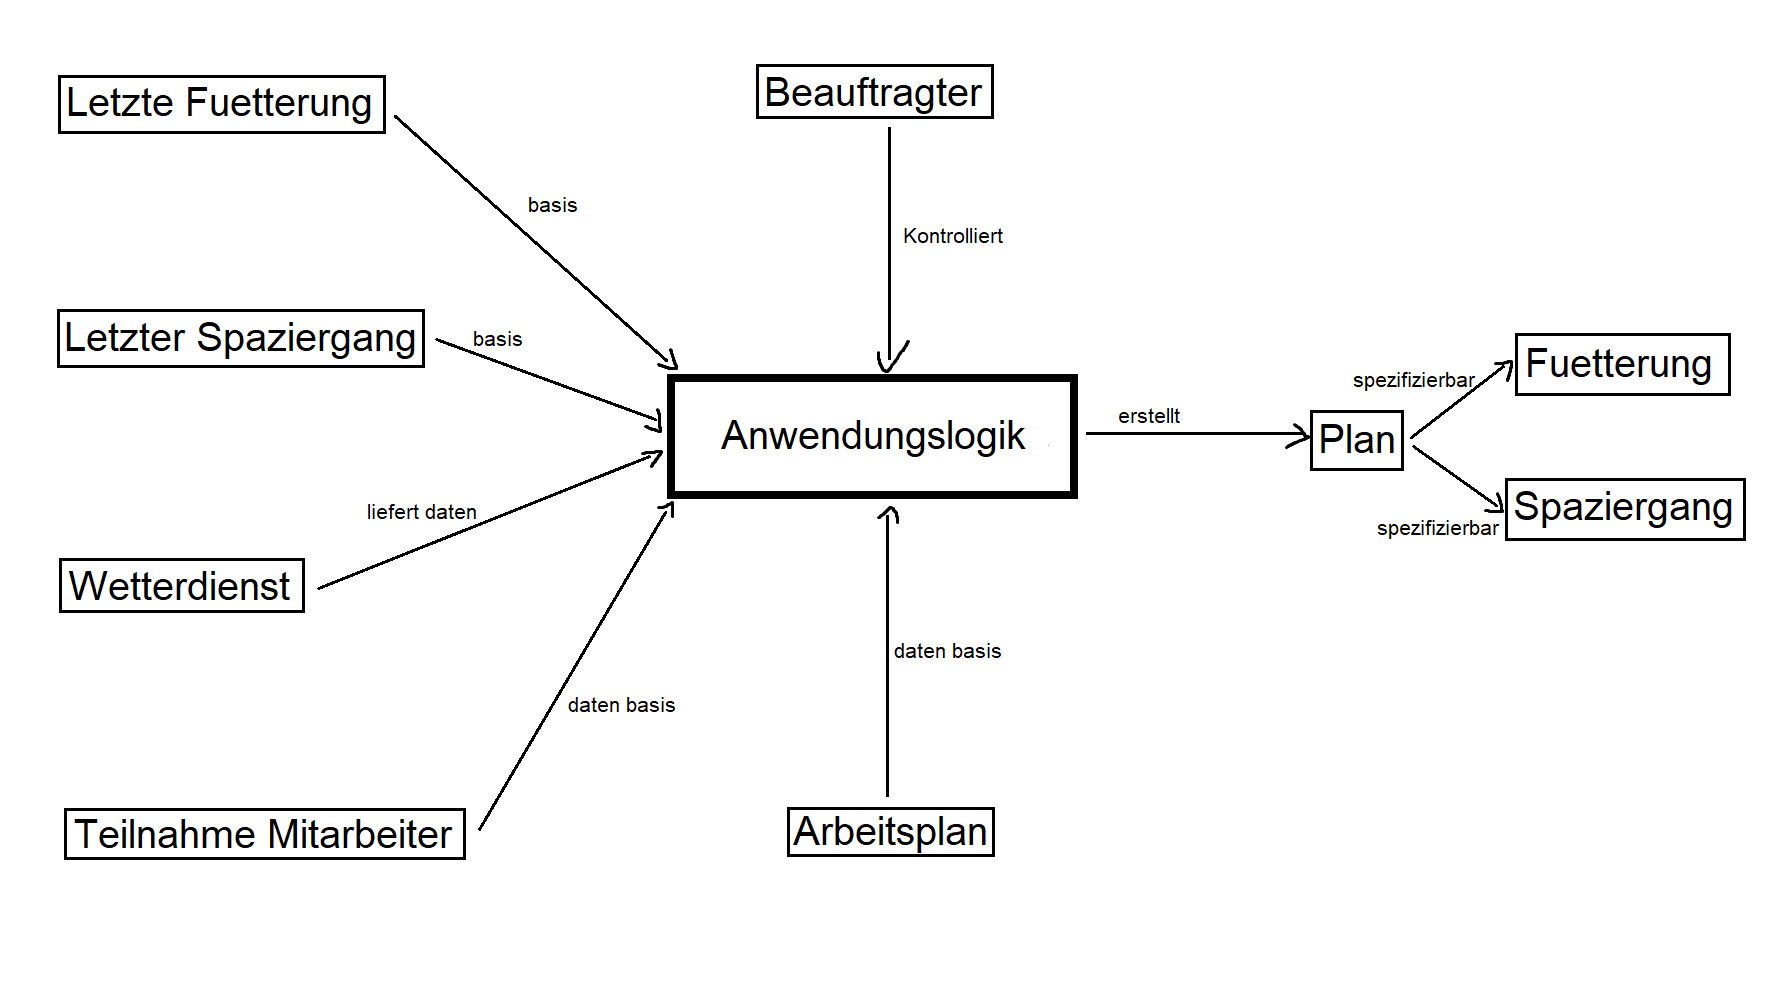 Letzte Fuetterung
Beauftragter
basis
Kontrolliert
Letzter Spaziergang
basis
Fuetterung
spezifizierbar
Anwendungslogik
erstellt
Plan
liefert daten
Spaziergang
spezifizierbar
Wetterdienst
daten basis
daten basis
Teilnahme Mitarbeiter
Arbeitsplan